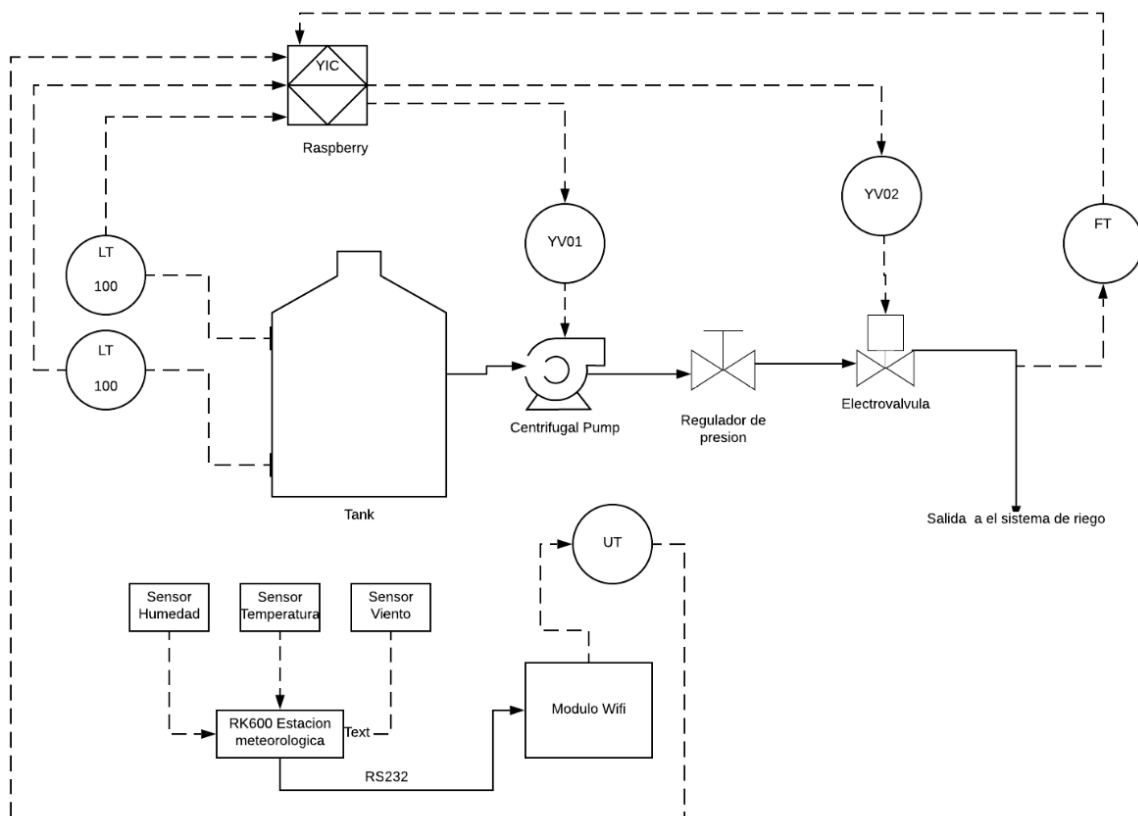 YIC
Raspberry
LT
100
LT
100
YV01
YV02
FT
Tank
Centrifugal Pump
Regulador de
presion
Electrovalvula
Salida a el sistema de riego
UT
Sensor
Humedad
Sensor
Temperatura
Sensor
Viento
RK600 Estacion
meteorologica
Text
RS232
Modulo Wifi